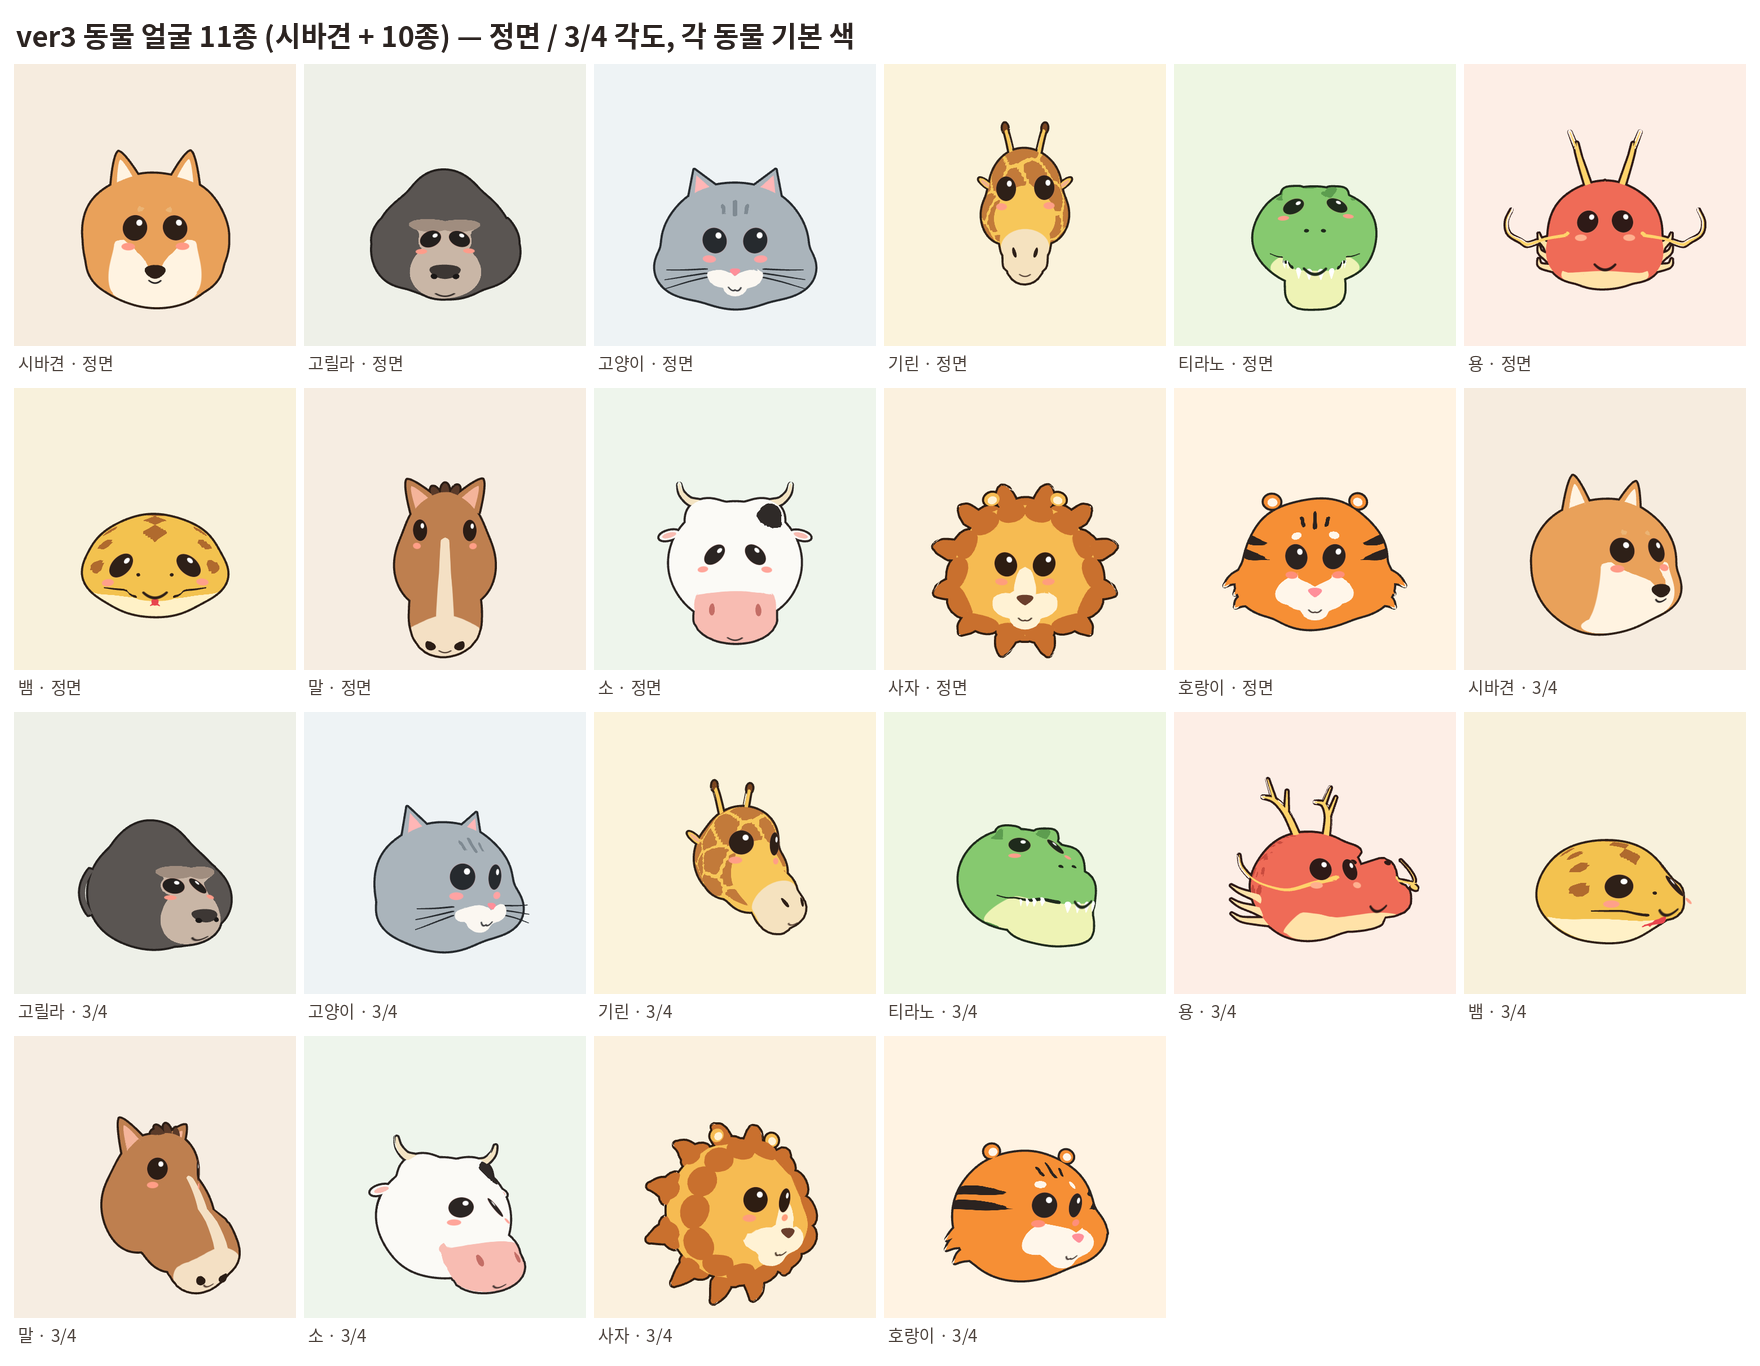 ver3 동물 얼굴 11종 (시바견 + 10종) — 정면 / 3/4 각도, 각 동물 기본 색
시바견 · 정면
고릴라 · 정면
고양이 · 정면
기린 · 정면
티라노 · 정면
용 · 정면
뱀 · 정면
말 · 정면
소 · 정면
사자 · 정면
호랑이 · 정면
시바견 · 3/4
고릴라 · 3/4
고양이 · 3/4
기린 · 3/4
티라노 · 3/4
용 · 3/4
뱀 · 3/4
말 · 3/4
소 · 3/4
사자 · 3/4
호랑이 · 3/4